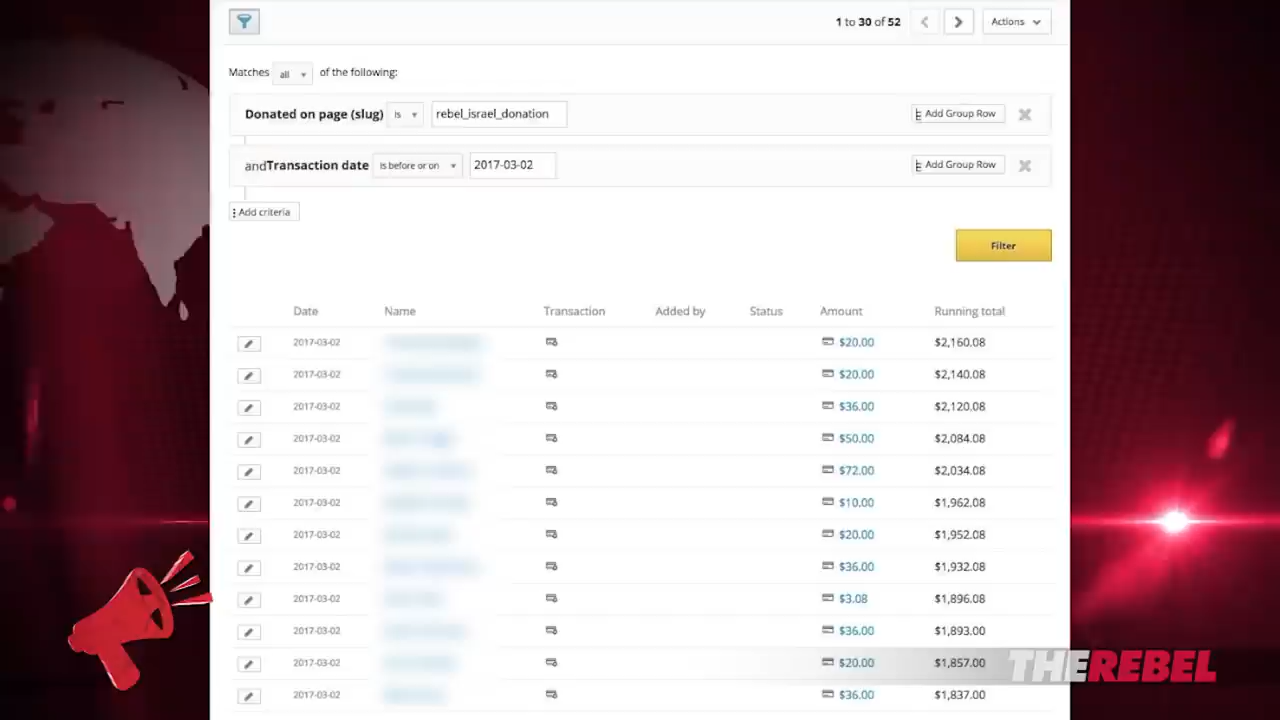 1 to 30 of 52 Actions
Matches all of the following:
Donated on page (slug) is rebel_israel_donation Add Group Row
andTransaction date is before or on 2017-03-02 Add Group Row
Add criteria
Filter
Date Name Transaction Added by Status Amount Running total
2017-03-02 $20.00 $2,160.08
2017-03-02 $20.00 $2,140.08
2017-03-02 $36.00 $2,120.08
2017-03-02 $50.00 $2,084.08
2017-03-02 $72.00 $2,034.08
2017-03-02 $10.00 $1,962.08
2017-03-02 $20.00 $1,952.08
2017-03-02 $36.00 $1,932.08
2017-03-02 $3.08 $1,896.08
2017-03-02 $36.00 $1,893.00
2017-03-02 $20.00 $1,857.00
THEREBEL
2017-03-02 $36.00 $1,837.00